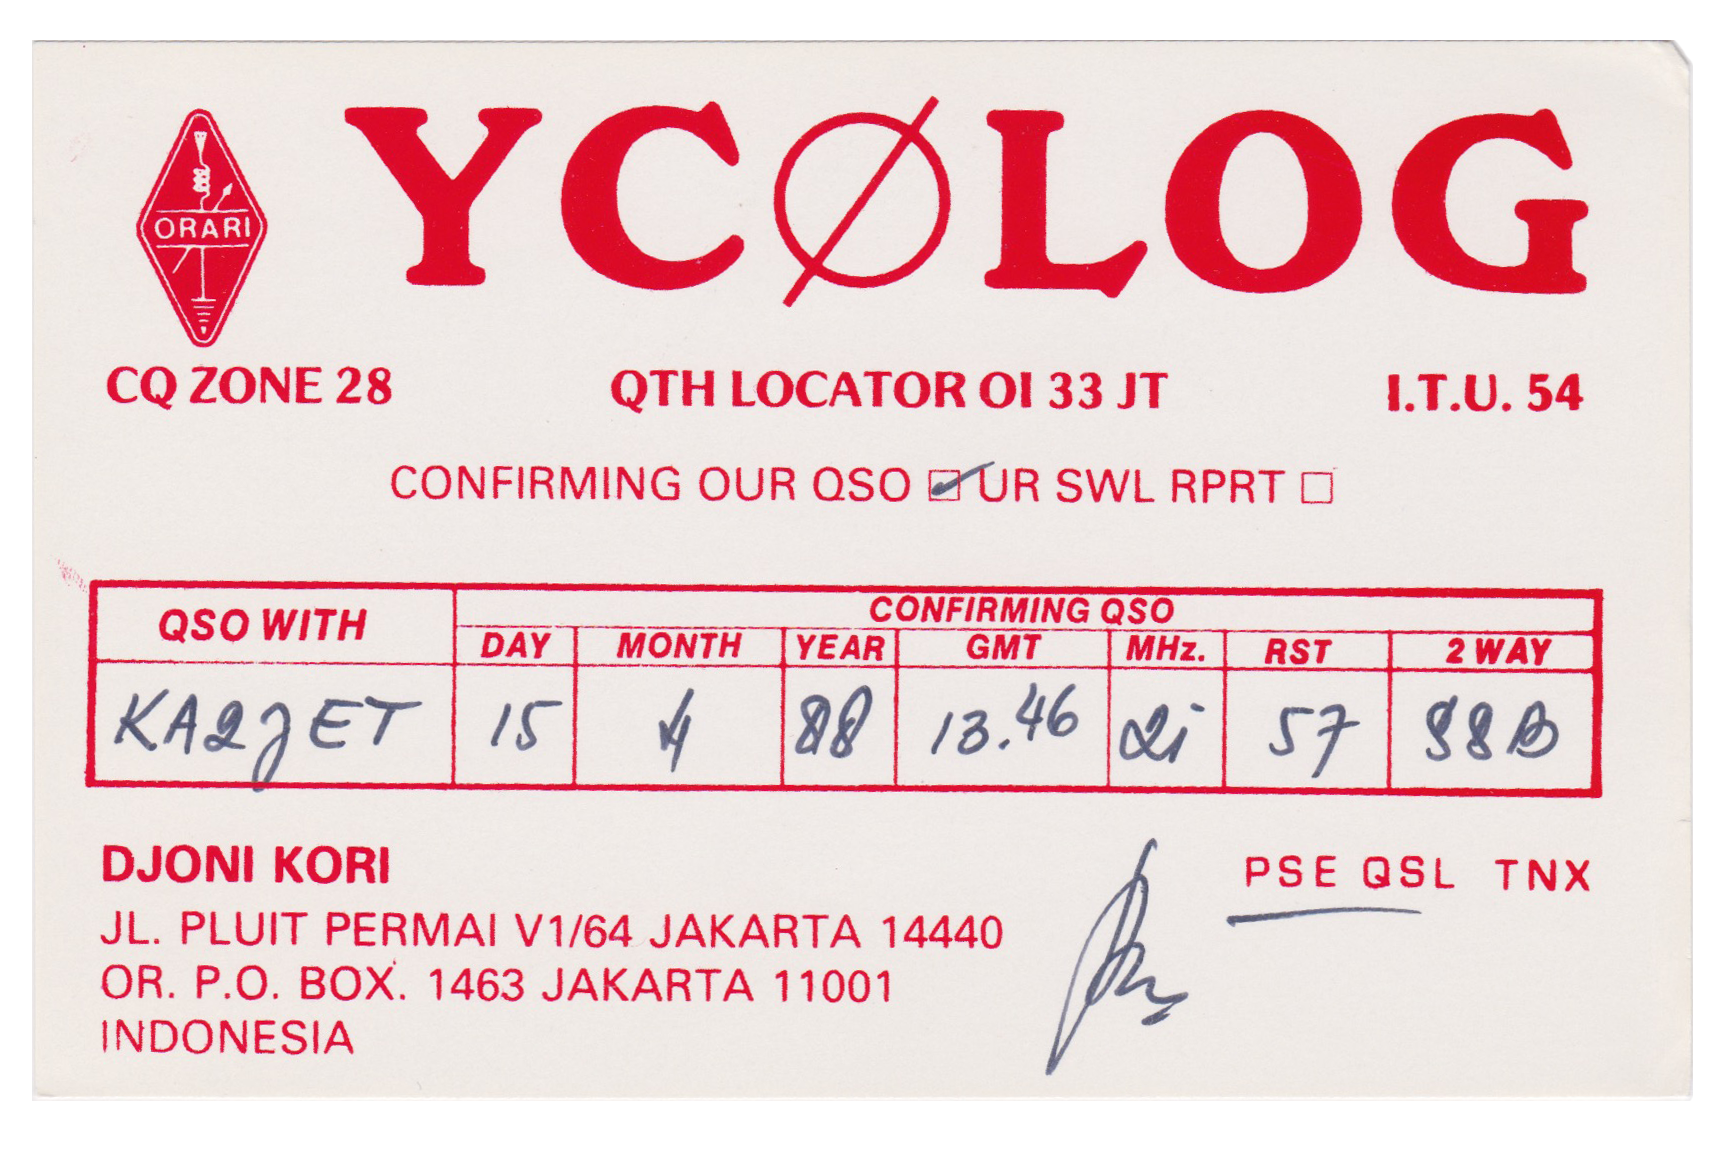 YCØLOG
ORARI
CQ ZONE 28 QTH LOCATOR OI 33 JT I.T.U. 54
CONFIRMING OUR QSO ☑ UR SWL RPRT ☐
QSO WITH CONFIRMING QSO
DAY MONTH YEAR GMT MHz. RST 2 WAY
KA2JET 15 4 88 13.46 21 57 SSB
DJONI KORI
PSE QSL TNX
JL. PLUIT PERMAI V1/64 JAKARTA 14440
OR. P.O. BOX. 1463 JAKARTA 11001
INDONESIA